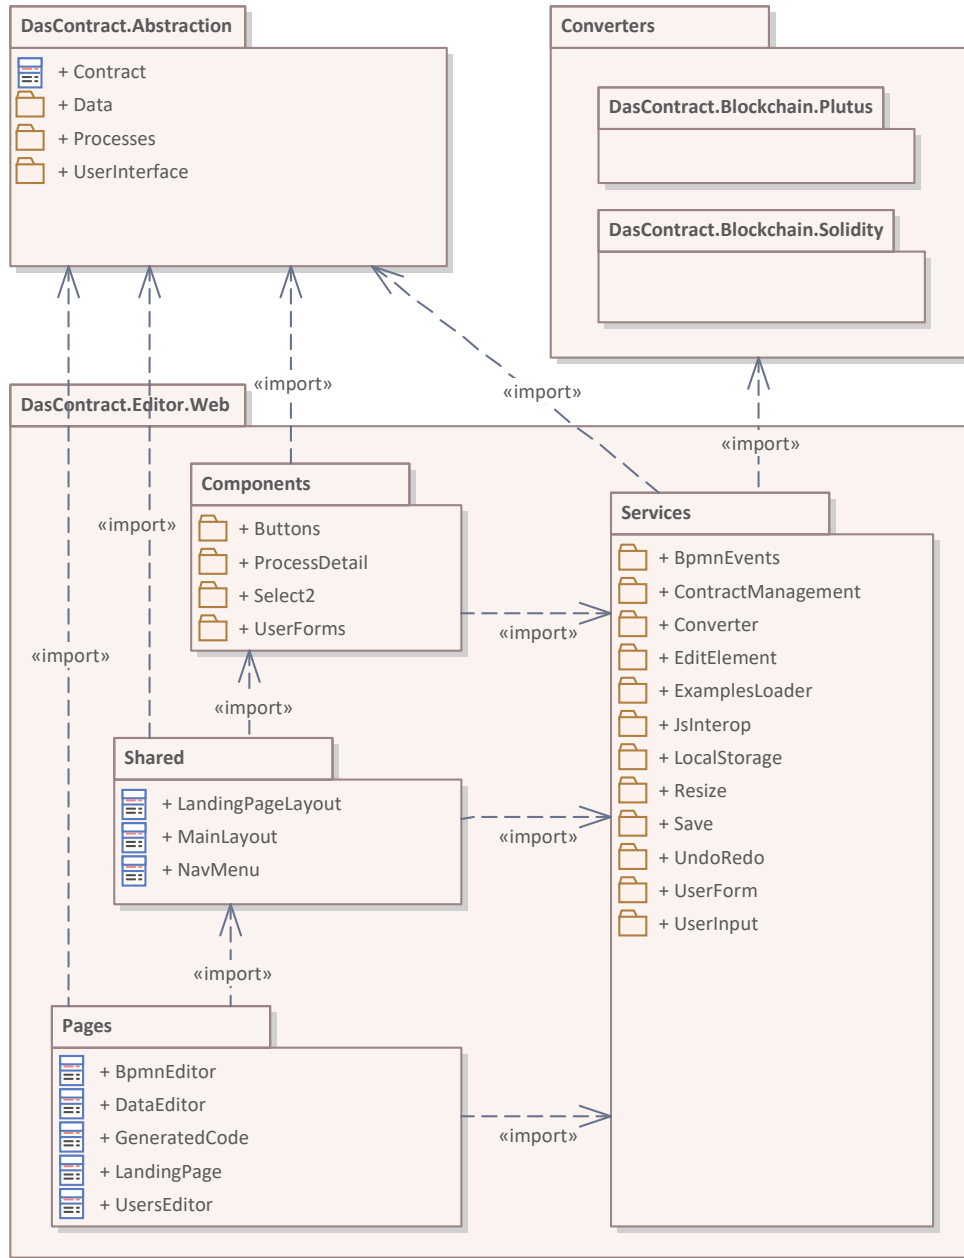 DasContract.Abstraction
+ Contract
+ Data
+ Processes
+ UserInterface
Converters
DasContract.Blockchain.Plutus
DasContract.Blockchain.Solidity
«import»
«import»
«import»
DasContract.Editor.Web
Components
+ Buttons
+ ProcessDetail
+ Select2
+ UserForms
«import»
«import»
«import»
«import»
Services
+ BpmnEvents
+ ContractManagement
+ Converter
+ EditElement
+ ExamplesLoader
+ JsInterop
+ LocalStorage
+ Resize
+ Save
+ UndoRedo
+ UserForm
+ UserInput
Shared
+ LandingPageLayout
+ MainLayout
+ NavMenu
«import»
«import»
Pages
+ BpmnEditor
+ DataEditor
+ GeneratedCode
+ LandingPage
+ UsersEditor
«import»